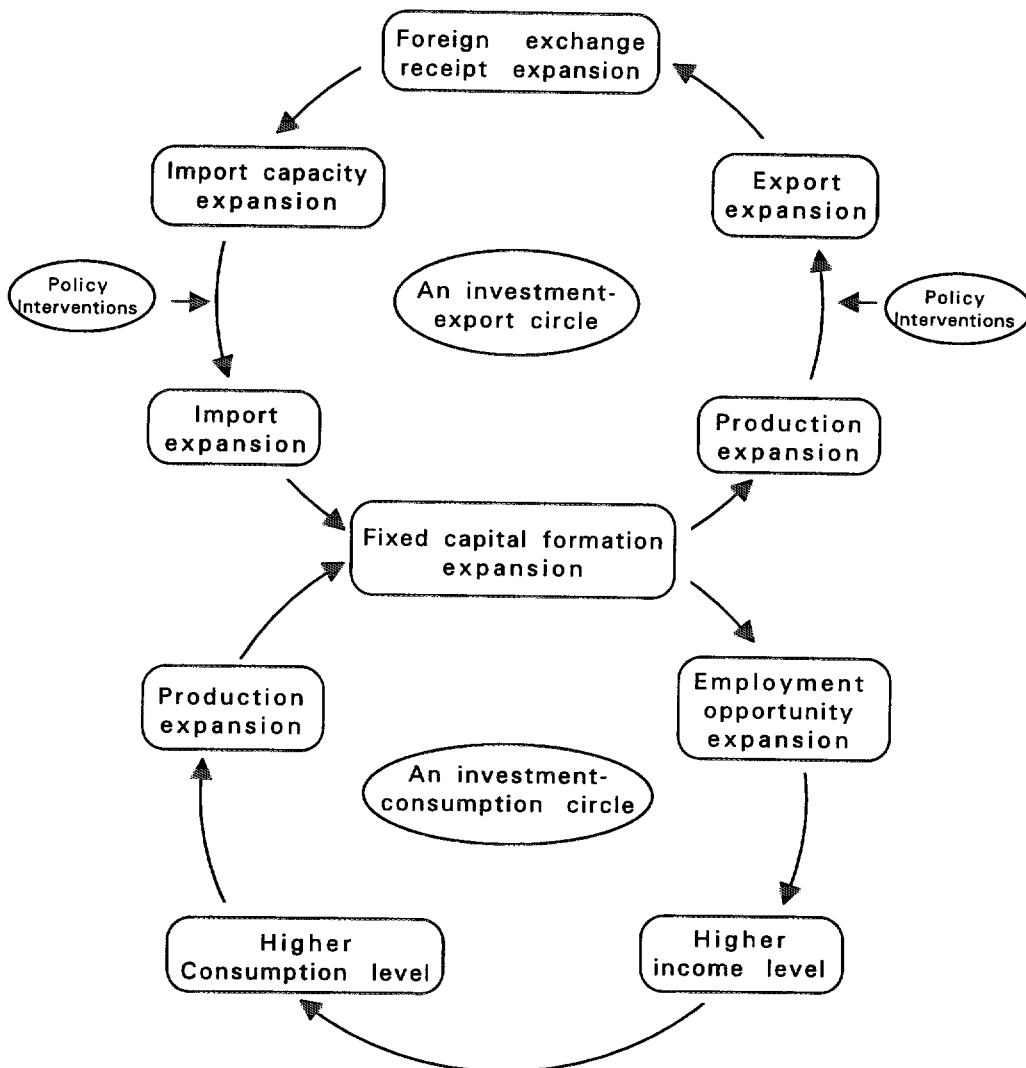 Foreign exchange
receipt expansion
Import capacity
expansion
Export
expansion
Policy
Interventions
An investment-
export circle
Policy
Interventions
Import
expansion
Production
expansion
Fixed capital formation
expansion
Production
expansion
Employment
opportunity
expansion
An investment-
consumption circle
Higher
Consumption level
Higher
income level